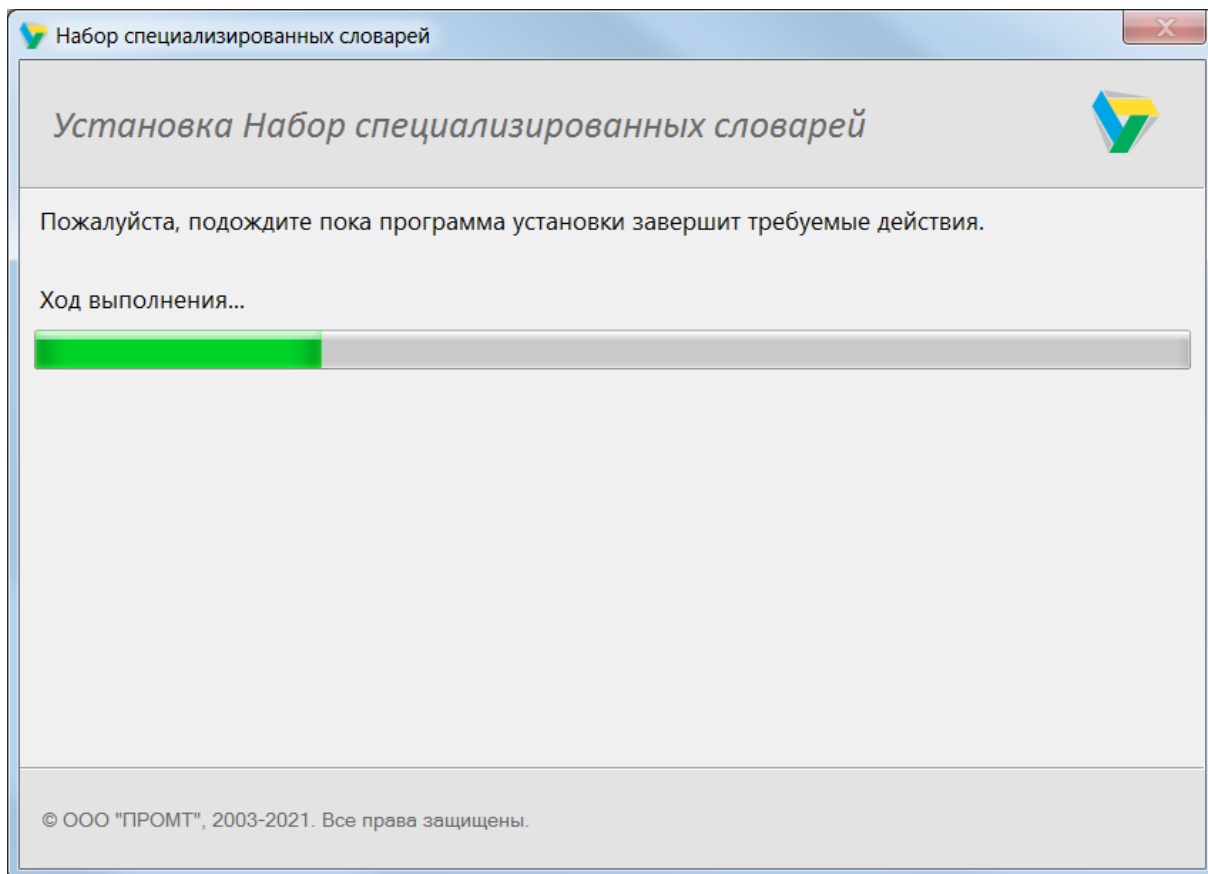 Набор специализированных словарей
Установка Набор специализированных словарей
Пожалуйста, подождите пока программа установки завершит требуемые действия.
Ход выполнения...
© ООО "ПРОМТ", 2003-2021. Все права защищены.